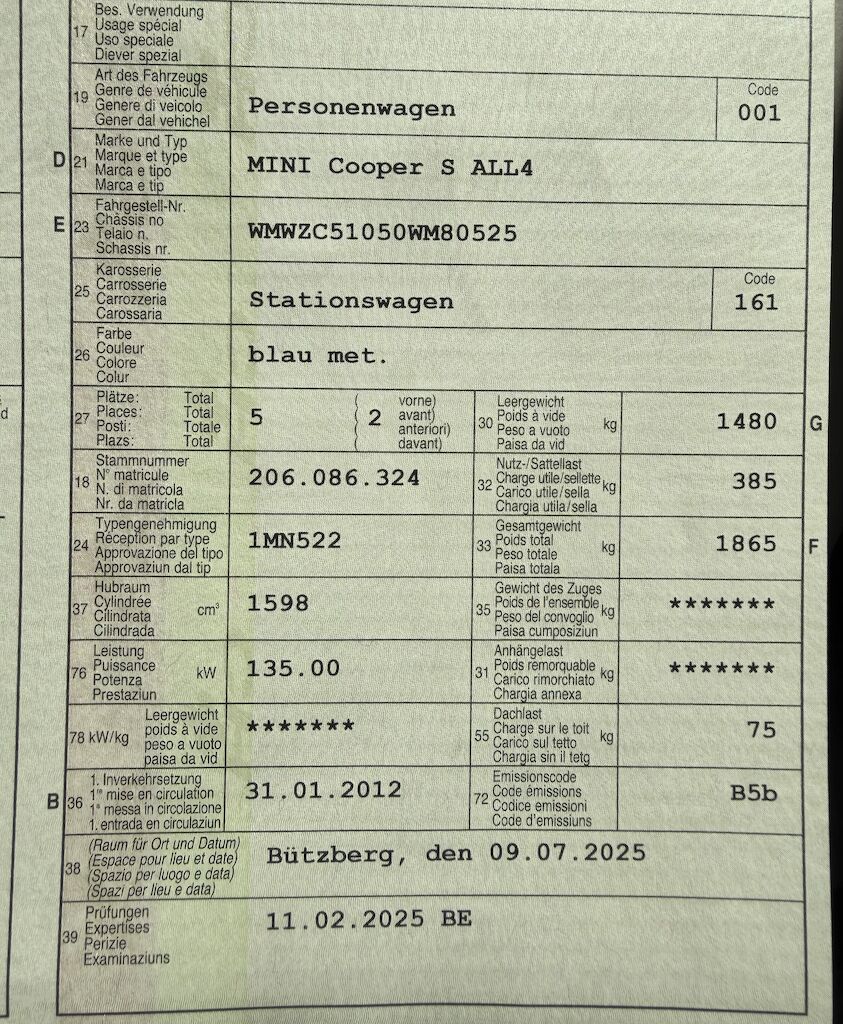 17 Bes. Verwendung
Usage spécial
Uso speciale
Diever spezial
19 Art des Fahrzeugs
Genre de véhicule
Genere di veicolo
Gener dal vehichel
Personenwagen
Code
001
D 21 Marke und Typ
Marque et type
Marca e tipo
Marca e tip
MINI Cooper S ALL4
E 23 Fahrgestell-Nr.
Châssis no
Telaio n.
Schassis nr.
WMWZC51050WM80525
25 Karosserie
Carrosserie
Carrozzeria
Carossaria
Stationswagen
Code
161
26 Farbe
Couleur
Colore
Colur
blau met.
27 Plätze: Total
Places: Total
Posti: Totale
Plazs: Total
5
( vorne)
( 2 avant)
( anteriori)
( davant)
30 Leergewicht
Poids à vide
Peso a vuoto
Paisa da vid
kg
1480 G
18 Stammnummer
N° matricule
N. di matricola
Nr. da matricla
206.086.324
32 Nutz-/Sattellast
Charge utile/sellette
Carico utile/sella
Chargia utila/sella
kg
385
24 Typengenehmigung
Réception par type
Approvazione del tipo
Approvaziun dal tip
1MN522
33 Gesamtgewicht
Poids total
Peso totale
Paisa totala
kg
1865 F
37 Hubraum
Cylindrée
Cilindrata
Cilindrada
cm³
1598
35 Gewicht des Zuges
Poids de l'ensemble
Peso del convoglio
Paisa cumposiziun
kg
*******
76 Leistung
Puissance
Potenza
Prestaziun
kW
135.00
31 Anhängelast
Poids remorquable
Carico rimorchiato
Chargia annexa
kg
*******
78 kW/kg
Leergewicht
poids à vide
peso a vuoto
paisa da vid
*******
55 Dachlast
Charge sur le toit
Carico sul tetto
Chargia sin il tetg
kg
75
B 36 1. Inverkehrsetzung
1re mise en circulation
1a messa in circolazione
1. entrada en circulaziun
31.01.2012
72 Emissionscode
Code émissions
Codice emissioni
Code d'emissiuns
B5b
38 (Raum für Ort und Datum)
(Espace pour lieu et date)
(Spazio per luogo e data)
(Spazi per lieu e data)
Bützberg, den 09.07.2025
39 Prüfungen
Expertises
Perizie
Examinaziuns
11.02.2025 BE